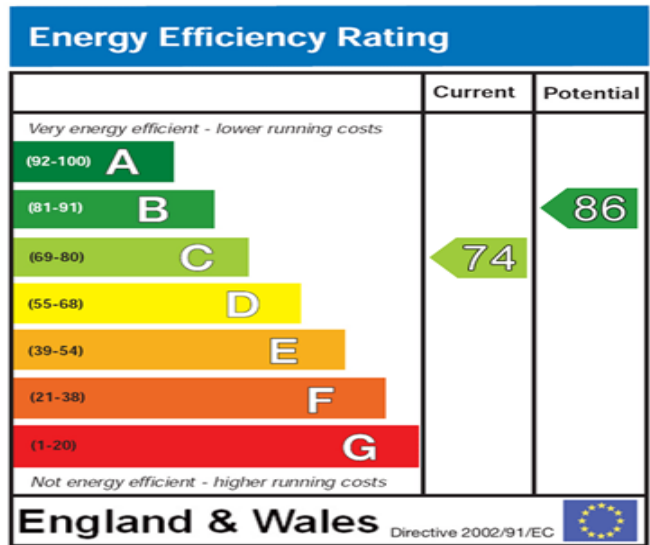 Energy Efficiency Rating
Current Potential
Very energy efficient - lower running costs
(92-100) A
(81-91) B 86
(69-80) C 74
(55-68) D
(39-54) E
(21-38) F
(1-20) G
Not energy efficient - higher running costs
England & Wales Directive 2002/91/EC